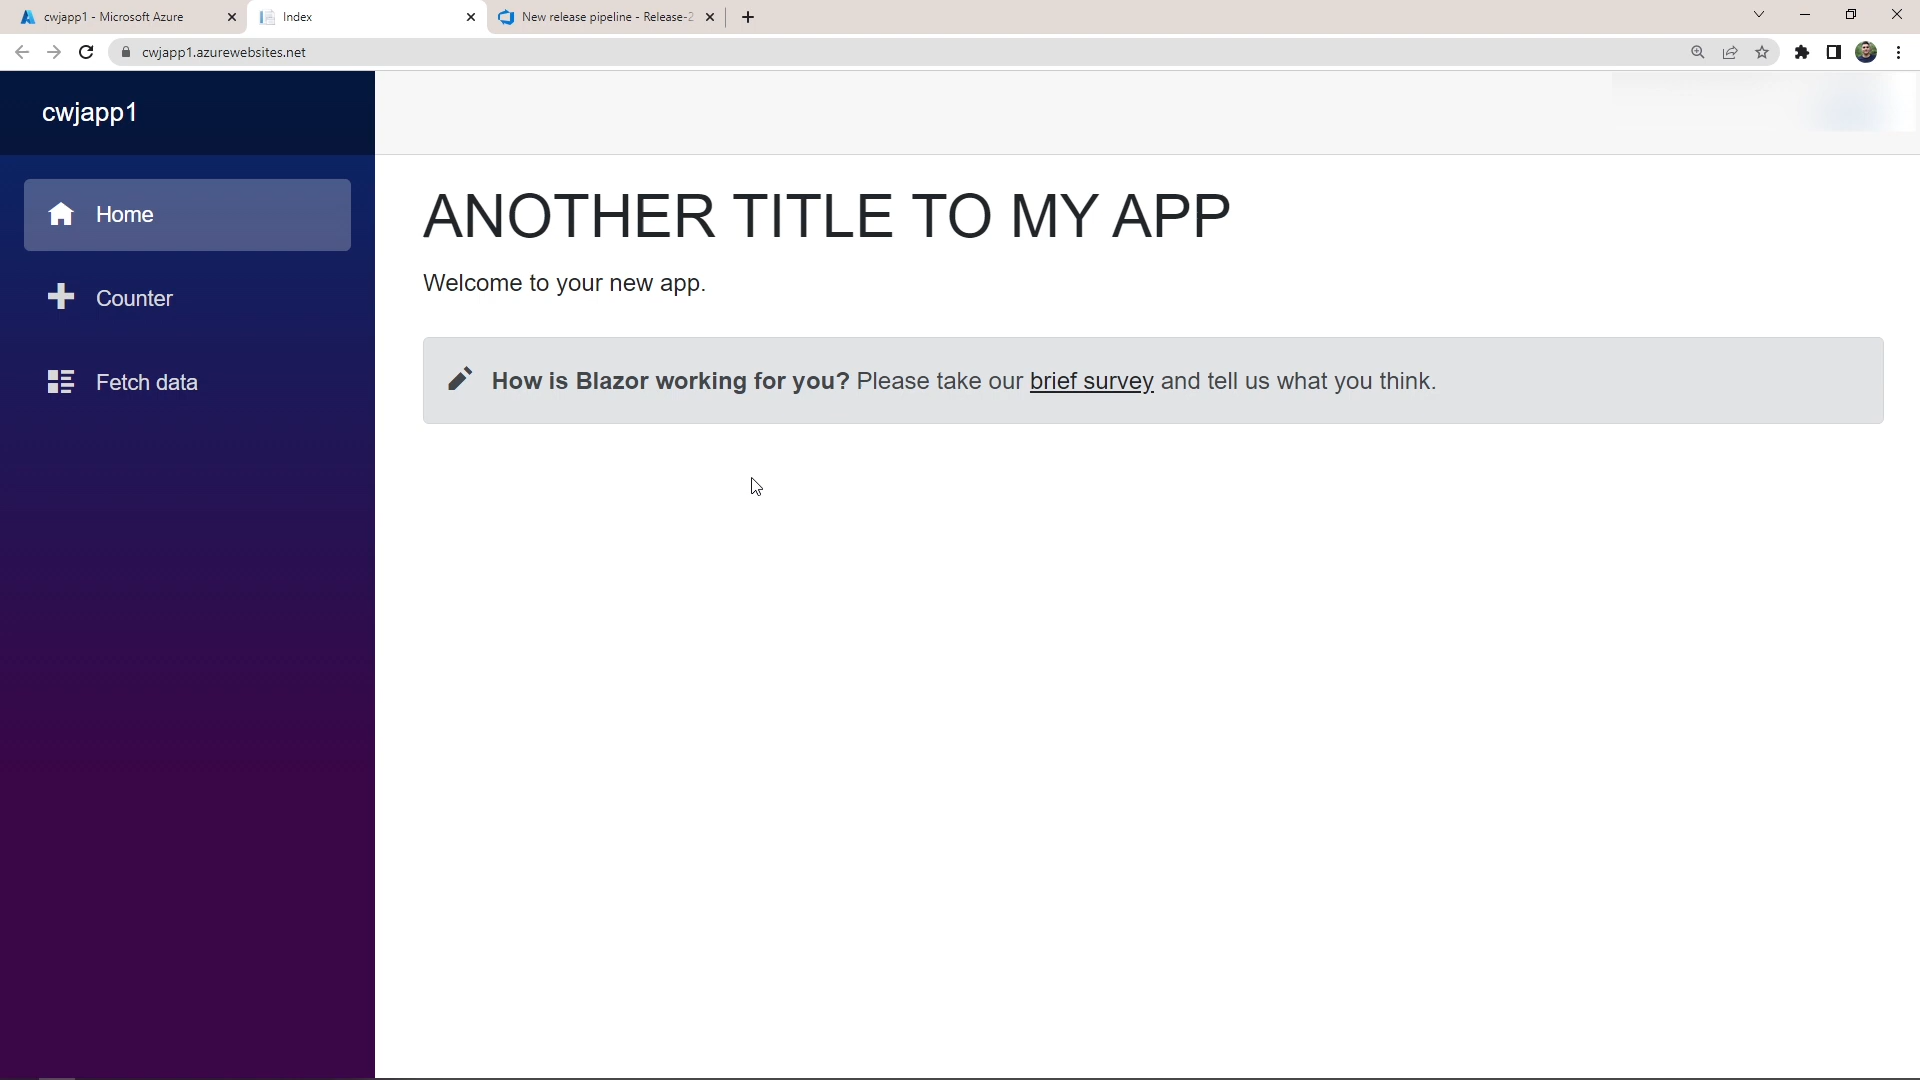 cwjapp1 - Microsoft Azure
Index
New release pipeline - Release-2
cwjapp1.azurewebsites.net
cwjapp1
Home
Counter
Fetch data
ANOTHER TITLE TO MY APP
Welcome to your new app.
How is Blazor working for you? Please take our brief survey and tell us what you think.